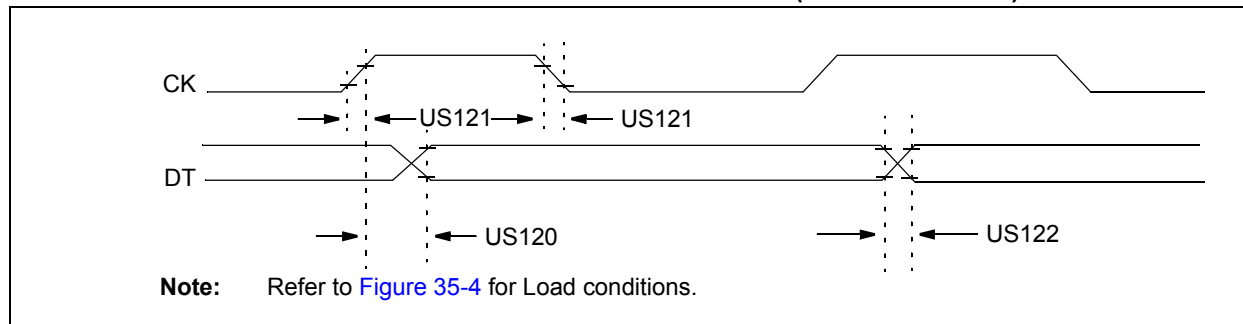 CK
US121
US121
DT
US120
US122
Note: Refer to Figure 35-4 for Load conditions.